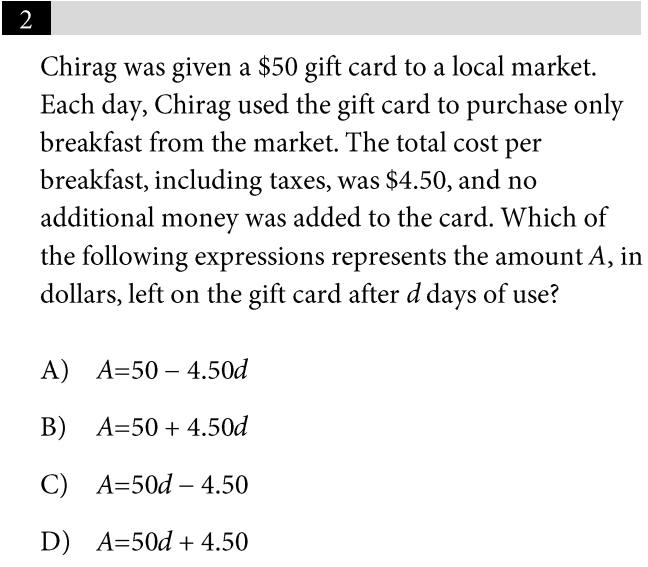 2
Chirag was given a $50 gift card to a local market.
Each day, Chirag used the gift card to purchase only
breakfast from the market. The total cost per
breakfast, including taxes, was $4.50, and no
additional money was added to the card. Which of
the following expressions represents the amount A, in
dollars, left on the gift card after d days of use?
A) A=50 – 4.50d
B) A=50 + 4.50d
C) A=50d – 4.50
D) A=50d + 4.50